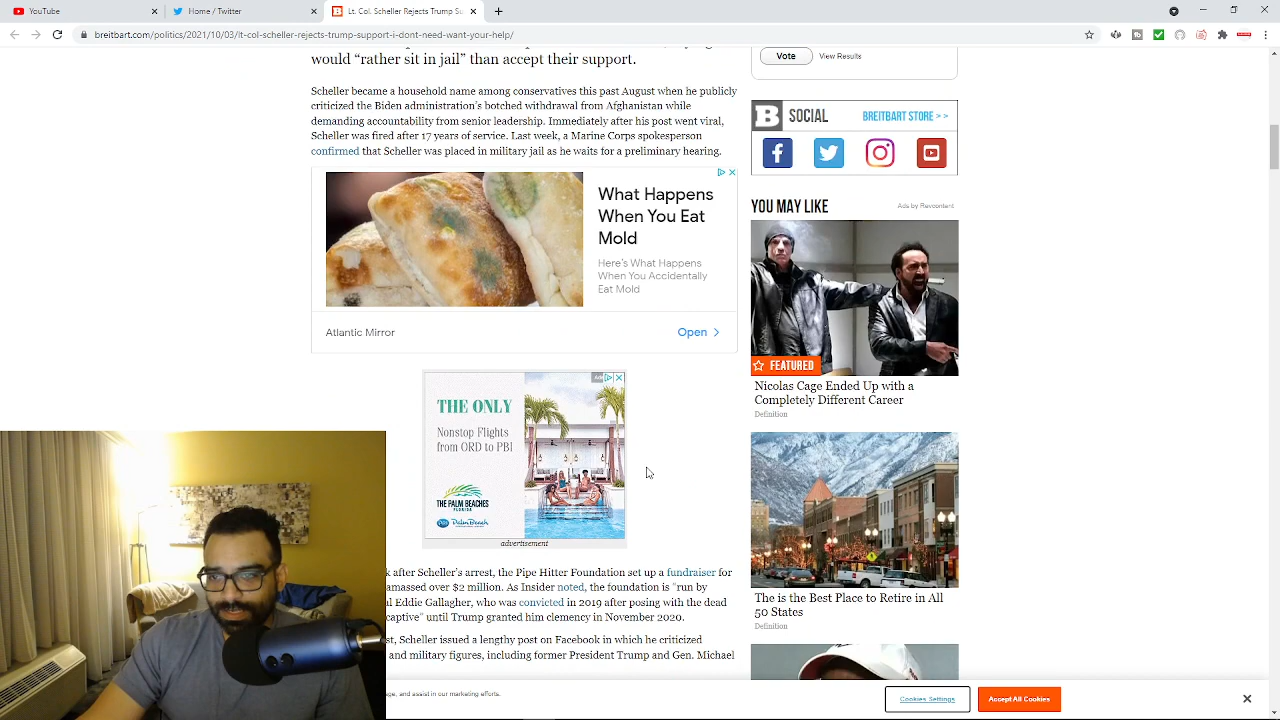 YouTube
Home / Twitter
Lt. Col. Scheller Rejects Trump Su
breitbart.com/politics/2021/10/03/lt-col-scheller-rejects-trump-support-i-dont-need-want-your-help/
would “rather sit in jail” than accept their support.
Scheller became a household name among conservatives this past August when he publicly
criticized the Biden administration’s botched withdrawal from Afghanistan while
demanding accountability from senior leadership. Immediately after his post went viral,
Scheller was fired after 17 years of service. Last week, a Marine Corps spokesperson
confirmed that Scheller was placed in military jail as he waits for a preliminary hearing.
What Happens
When You Eat
Mold
Here’s What Happens
When You Accidentally
Eat Mold
Atlantic Mirror
Open
THE ONLY
Nonstop Flights
from ORD to PBI
THE PALM BEACHES
FLORIDA
Ads
advertisement
k after Scheller’s arrest, the Pipe Hitter Foundation set up a fundraiser for
amassed over $2 million. As Insider noted, the foundation is “run by
l Eddie Gallagher, who was convicted in 2019 after posing with the dead
captive” until Trump granted him clemency in November 2020.
st, Scheller issued a lengthy post on Facebook in which he criticized
and military figures, including former President Trump and Gen. Michael
Vote
View Results
B
SOCIAL
BREITBART STORE > >
YOU MAY LIKE
Ads by Revcontent
FEATURED
Nicolas Cage Ended Up with a
Completely Different Career
Definition
The is the Best Place to Retire in All
50 States
Definition
age, and assist in our marketing efforts.
Cookies Settings
Accept All Cookies